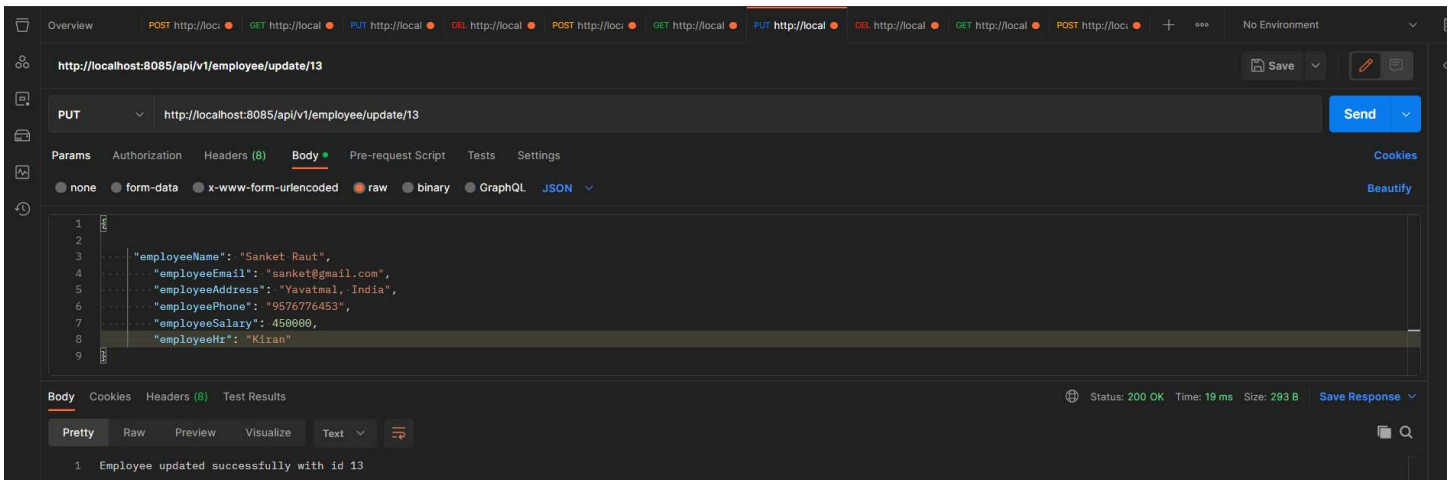 Overview POST http://loca GET http://local PUT http://local DEL http://local POST http://loca GET http://local PUT http://local DEL http://local GET http://local POST http://loca + ooo No Environment
http://localhost:8085/api/v1/employee/update/13 Save
PUT http://localhost:8085/api/v1/employee/update/13 Send
Params Authorization Headers (8) Body Pre-request Script Tests Settings Cookies
none form-data x-www-form-urlencoded raw binary GraphQL JSON Beautify
1 {
2
3 "employeeName": "Sanket Raut",
4 "employeeEmail": "sanket@gmail.com",
5 "employeeAddress": "Yavatmal, India",
6 "employeePhone": "9576776453",
7 "employeeSalary": 450000,
8 "employeeHr": "Kiran"
9 }
Body Cookies Headers (8) Test Results Status: 200 OK Time: 19 ms Size: 293 B Save Response
Pretty Raw Preview Visualize Text
1 Employee updated successfully with id 13